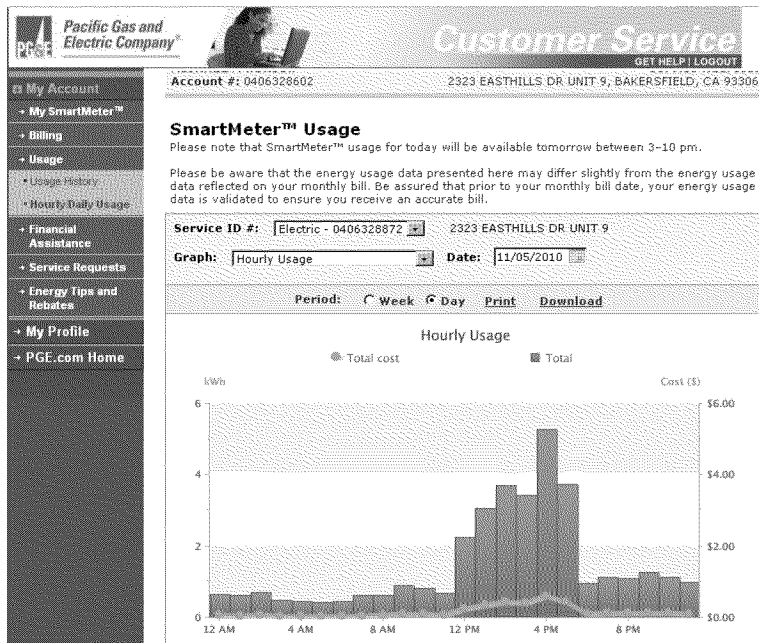 Pacific Gas and
Electric Company®
PG&E
Customer Service
GET HELP | LOGOUT
My Account
Account #: 0406328602
2323 EASTHILLS DR UNIT 9, BAKERSFIELD, CA 93306
My SmartMeter™
Billing
Usage
Usage History
Hourly Daily Usage
Financial
Assistance
Service Requests
Energy Tips and
Rebates
My Profile
PGE.com Home
SmartMeter™ Usage
Please note that SmartMeter™ usage for today will be available tomorrow between 3-10 pm.
Please be aware that the energy usage data presented here may differ slightly from the energy usage
data reflected on your monthly bill. Be assured that prior to your monthly bill date, your energy usage
data is validated to ensure you receive an accurate bill.
Service ID #: Electric - 0406328872 2323 EASTHILLS DR UNIT 9
Graph: Hourly Usage Date: 11/05/2010
Period: Week Day Print Download
Hourly Usage
Total cost Total
kWh Cost ($)
6 $6.00
4 $4.00
2 $2.00
0 $0.00
12 AM 4 AM 8 AM 12 PM 4 PM 8 PM